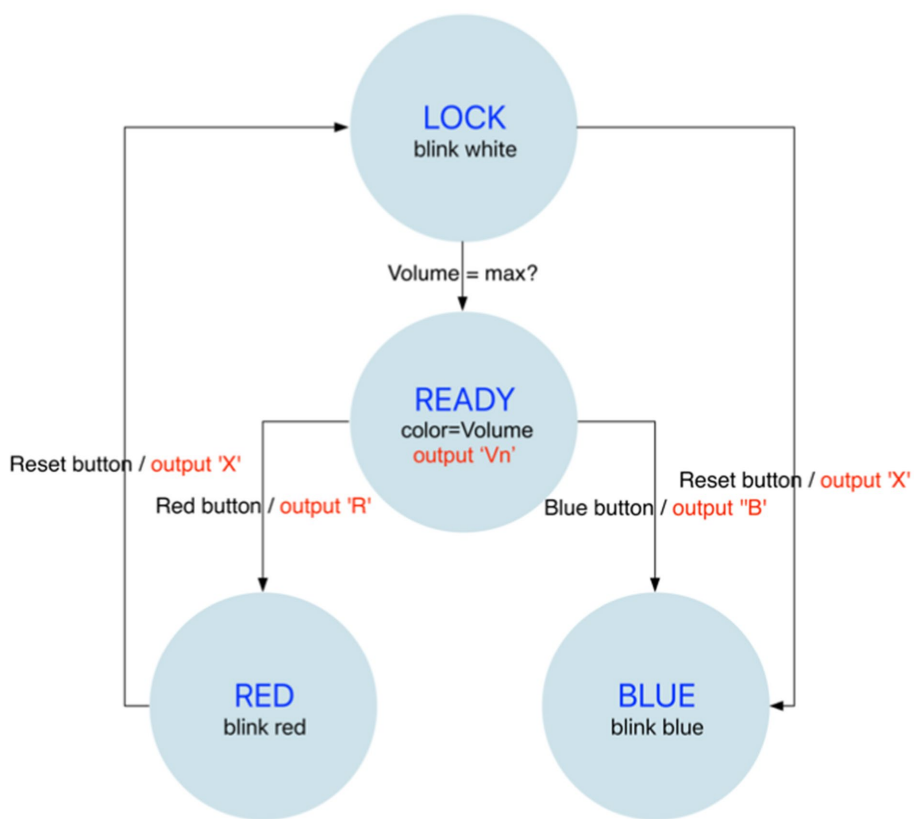 LOCK
blink white
Volume = max?
READY
color=Volume
output ‘Vn’
Reset button / output 'X'
Reset button / output 'X'
Red button / output 'R'
Blue button / output "B'
RED
blink red
BLUE
blink blue